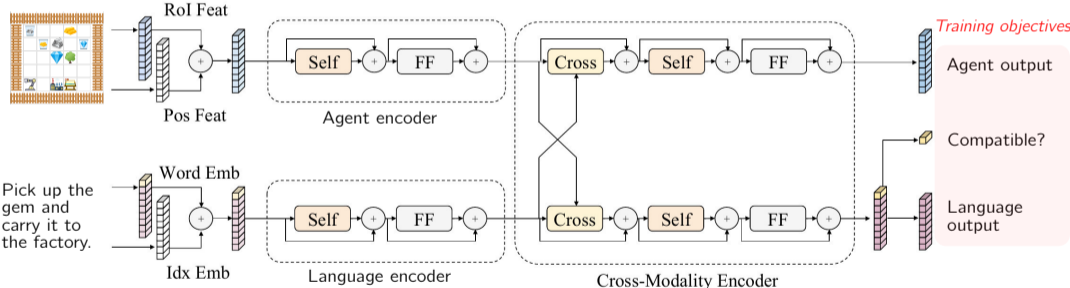 RoI Feat
Pos Feat
+
Self
+
FF
+
Agent encoder
Cross
+
Self
+
FF
+
Training objectives
Agent output
Compatible?
Pick up the
gem and
carry it to
the factory.
Word Emb
Idx Emb
+
Self
+
FF
+
Language encoder
Cross
+
Self
+
FF
+
Cross-Modality Encoder
Language
output